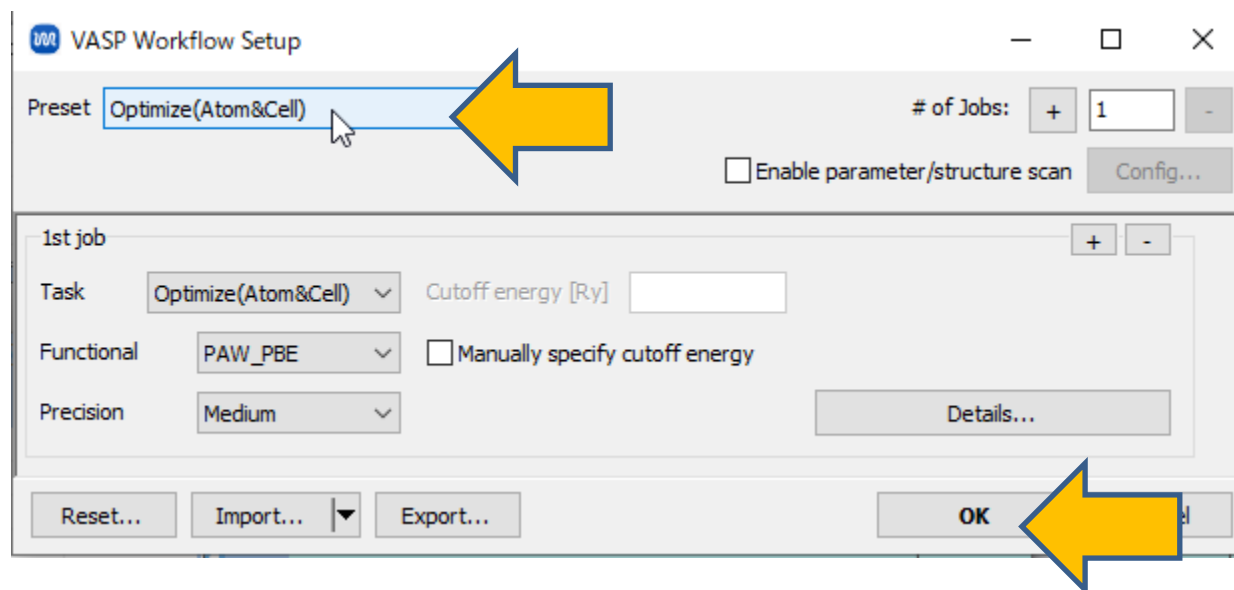 VASP Workflow Setup
Preset Optimize(Atom&Cell) # of Jobs: + 1 -
Enable parameter/structure scan Config...
1st job + -
Task Optimize(Atom&Cell) Cutoff energy [Ry]
Functional PAW_PBE Manually specify cutoff energy
Precision Medium Details...
Reset... Import... Export... OK